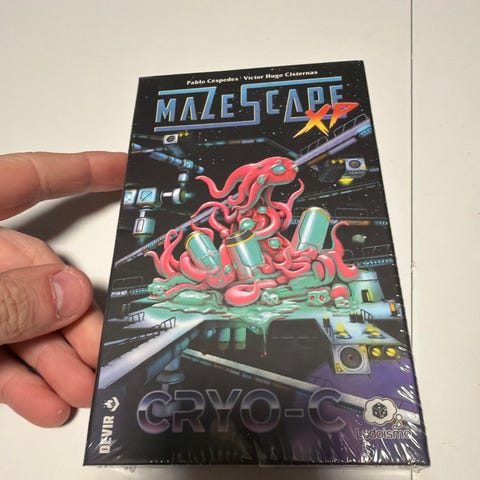 Pablo Céspedes · Víctor Hugo Cisternas
MAZESCAPE
XP
CRYO-C
DEVIR
Ludoismo